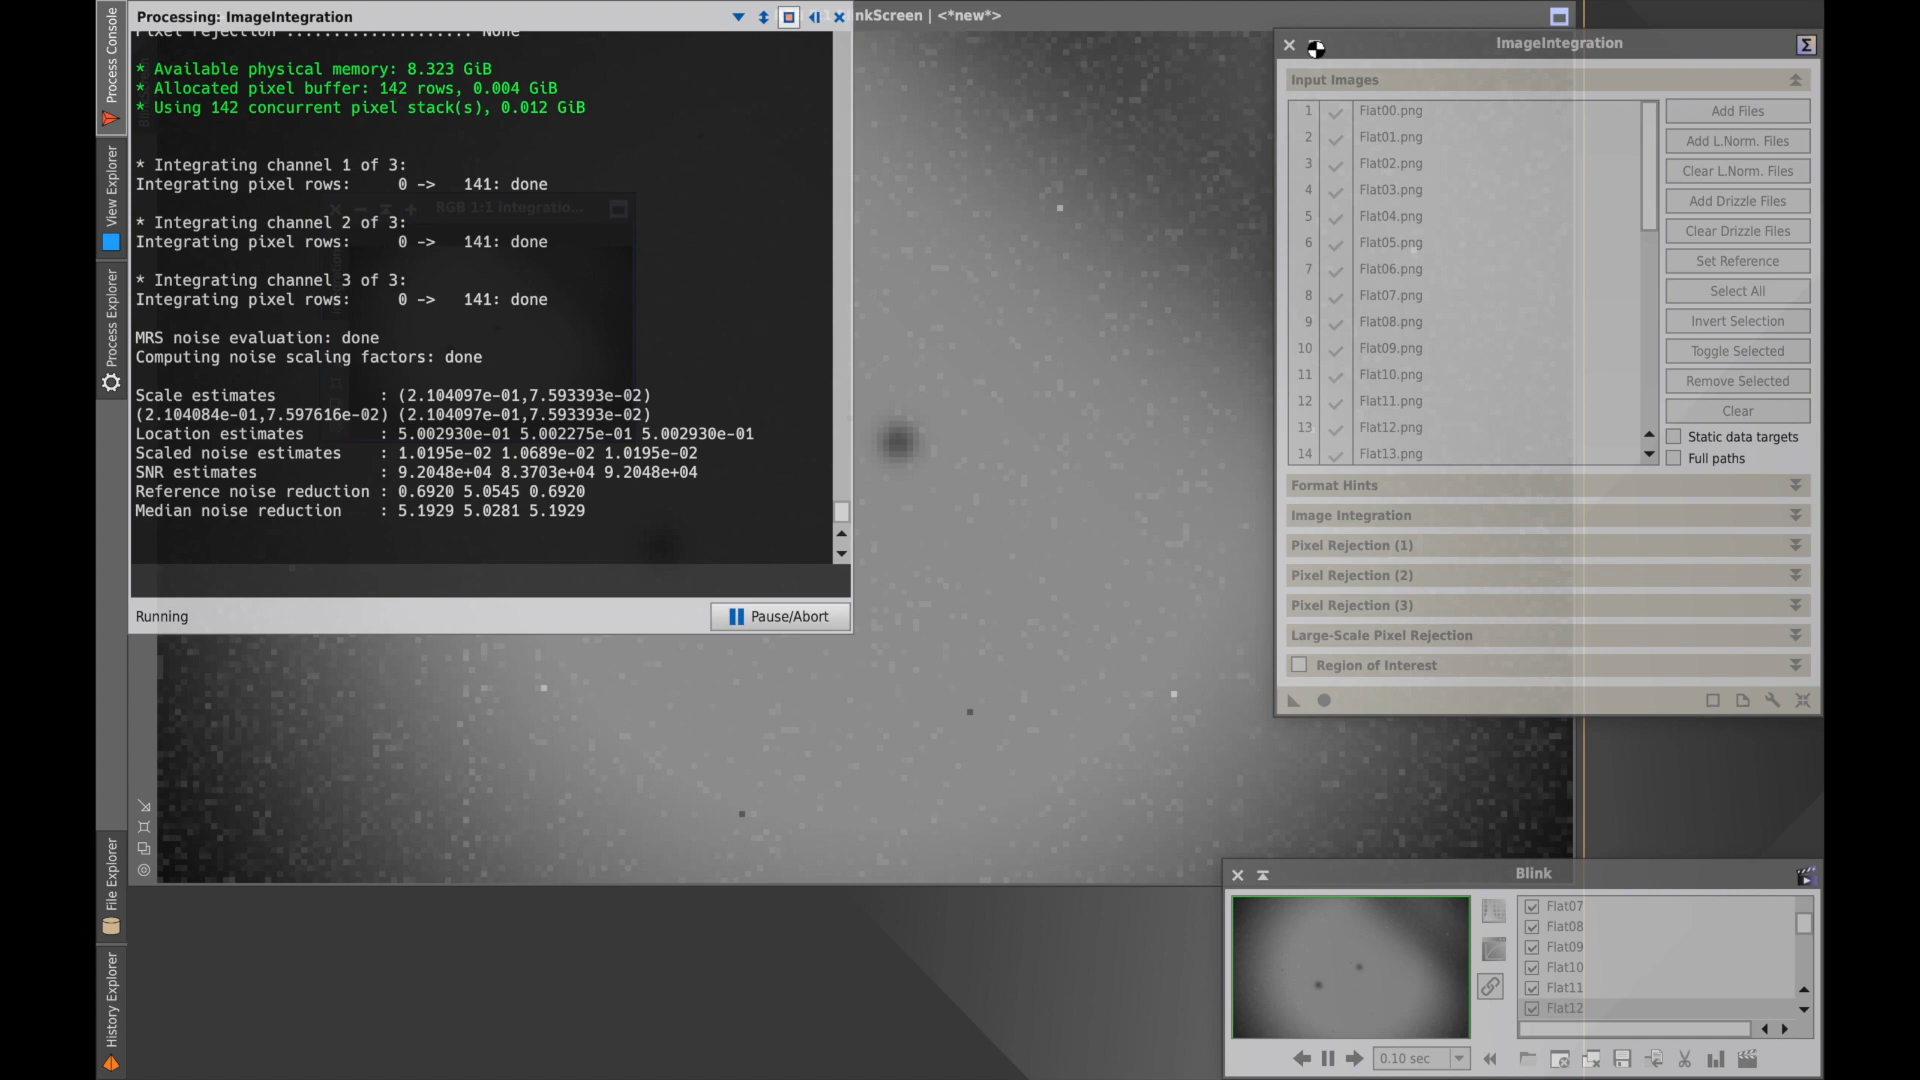 Processing: ImageIntegration
nkScreen | <*new*>
Pixel rejection .................... None
* Available physical memory: 8.323 GiB
* Allocated pixel buffer: 142 rows, 0.004 GiB
* Using 142 concurrent pixel stack(s), 0.012 GiB
* Integrating channel 1 of 3:
Integrating pixel rows: 0 -> 141: done
RGB 1:1 integratio...
* Integrating channel 2 of 3:
Integrating pixel rows: 0 -> 141: done
* Integrating channel 3 of 3:
Integrating pixel rows: 0 -> 141: done
MRS noise evaluation: done
Computing noise scaling factors: done
Scale estimates : (2.104097e-01,7.593393e-02)
(2.104084e-01,7.597616e-02) (2.104097e-01,7.593393e-02)
Location estimates : 5.002930e-01 5.002275e-01 5.002930e-01
Scaled noise estimates : 1.0195e-02 1.0689e-02 1.0195e-02
SNR estimates : 9.2048e+04 8.3703e+04 9.2048e+04
Reference noise reduction : 0.6920 5.0545 0.6920
Median noise reduction : 5.1929 5.0281 5.1929
Running
Pause/Abort
Process Console
View Explorer
Process Explorer
File Explorer
History Explorer
ImageIntegration
Input Images
1 Flat00.png
2 Flat01.png
3 Flat02.png
4 Flat03.png
5 Flat04.png
6 Flat05.png
7 Flat06.png
8 Flat07.png
9 Flat08.png
10 Flat09.png
11 Flat10.png
12 Flat11.png
13 Flat12.png
14 Flat13.png
Add Files
Add L.Norm. Files
Clear L.Norm. Files
Add Drizzle Files
Clear Drizzle Files
Set Reference
Select All
Invert Selection
Toggle Selected
Remove Selected
Clear
Static data targets
Full paths
Format Hints
Image Integration
Pixel Rejection (1)
Pixel Rejection (2)
Pixel Rejection (3)
Large-Scale Pixel Rejection
Region of Interest
Blink
Flat07
Flat08
Flat09
Flat10
Flat11
Flat12
0.10 sec